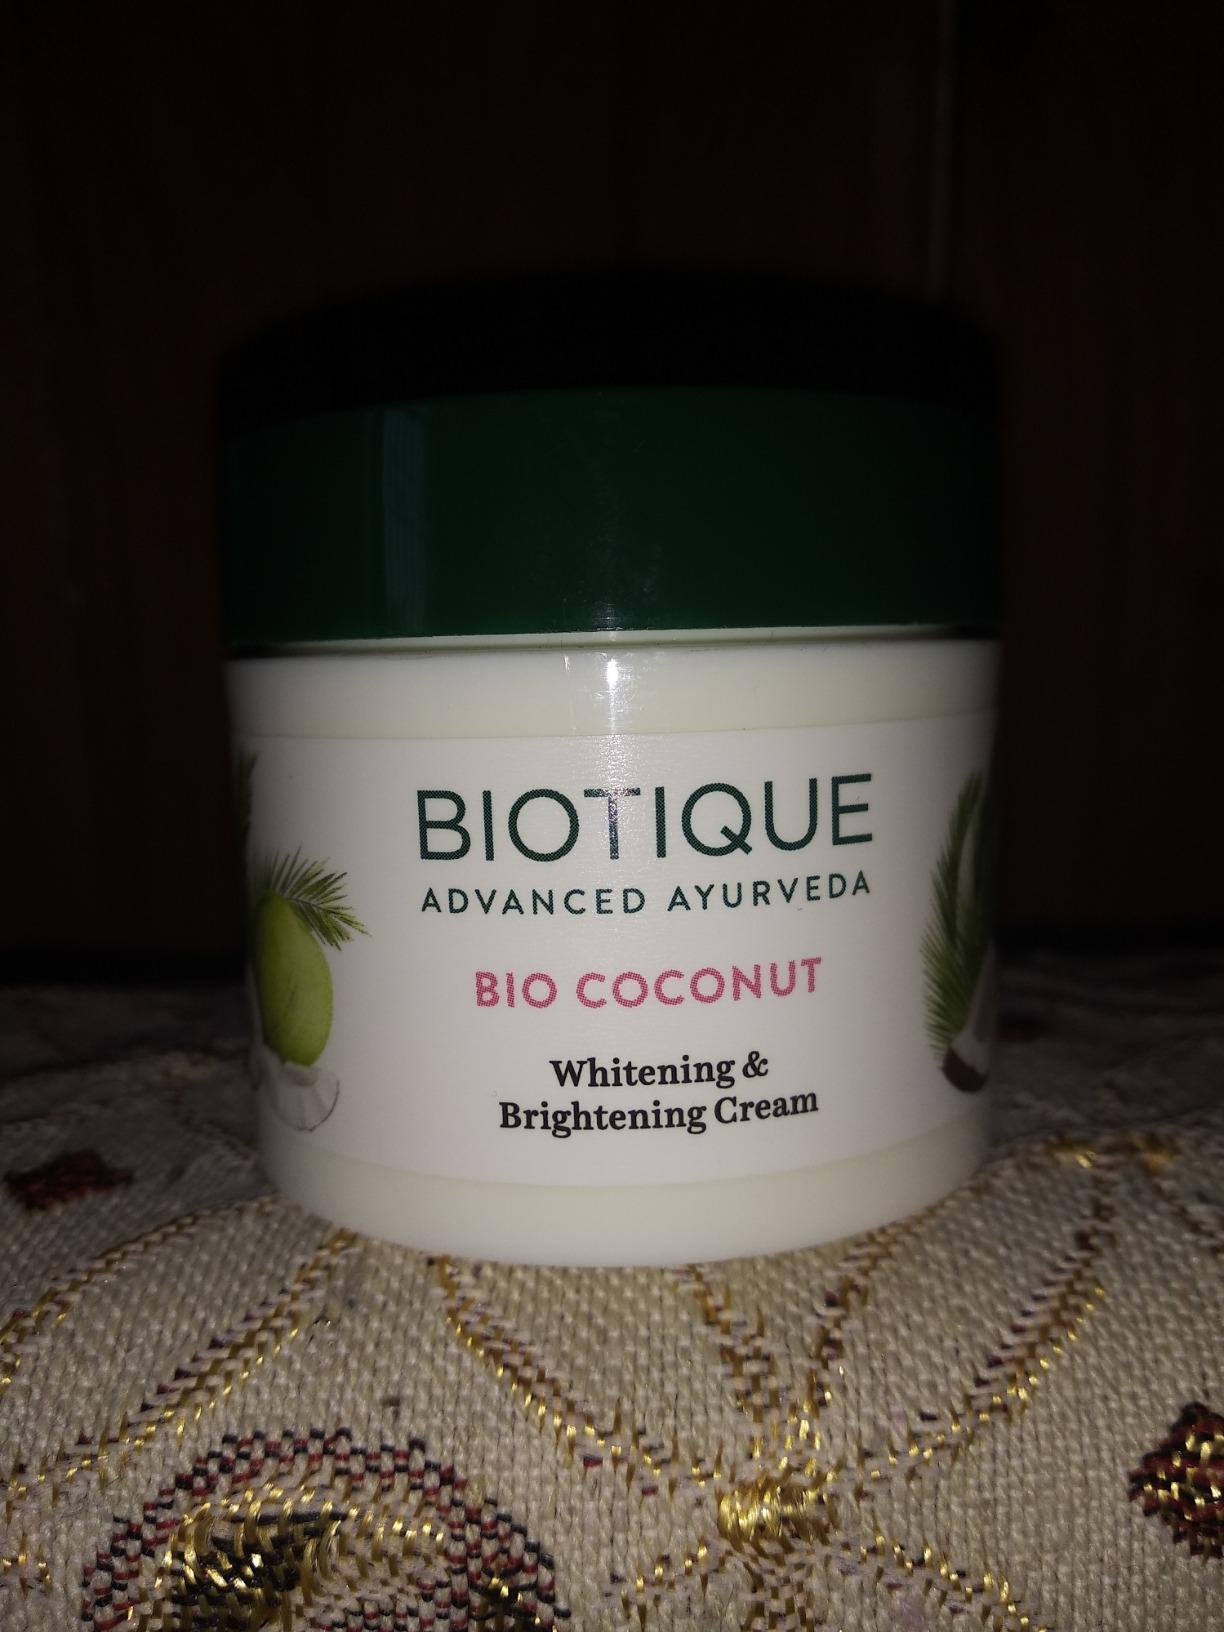 BIOTIQUE
ADVANCED AYURVEDA
BIO COCONUT
Whitening &
Brightening Cream